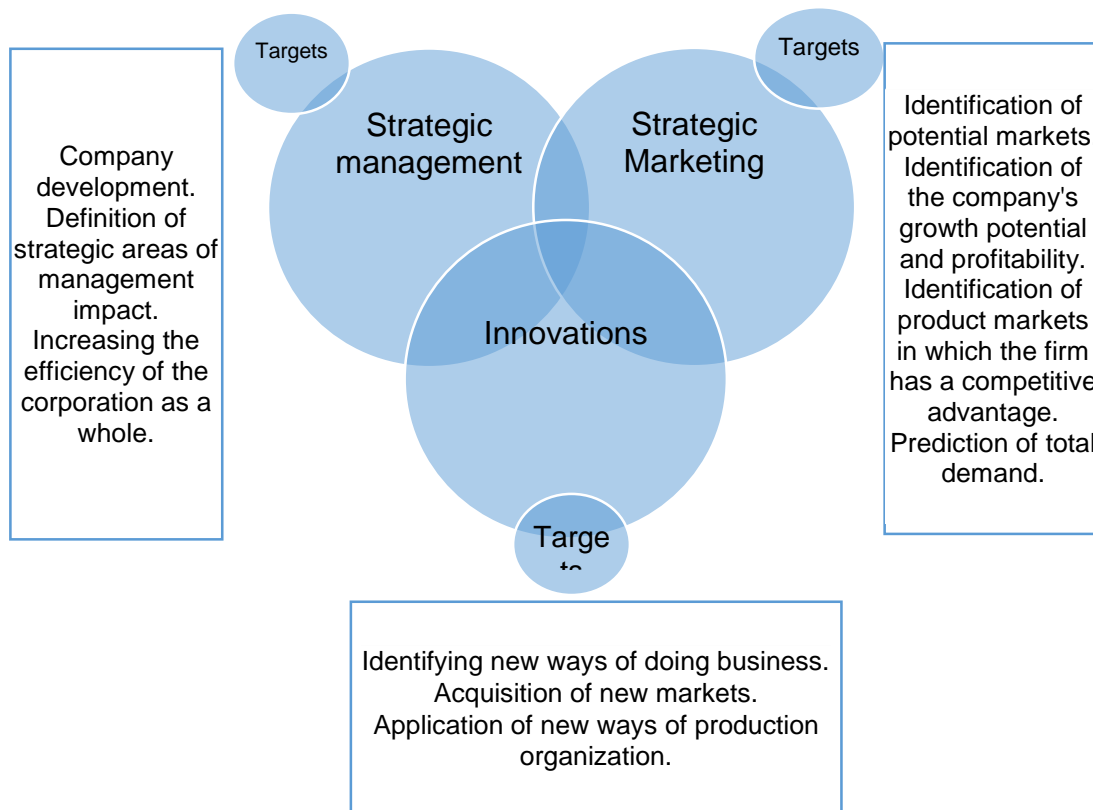 Targets
Targets
Strategic
management
Strategic
Marketing
Company
development.
Definition of
strategic areas of
management
impact.
Increasing the
efficiency of the
corporation as a
whole.
Identification of
potential markets
Identification of
the company's
growth potential
and profitability.
Identification of
product markets
in which the firm
has a competitive
advantage.
Prediction of total
demand.
Innovations
Targe
ts
Identifying new ways of doing business.
Acquisition of new markets.
Application of new ways of production
organization.